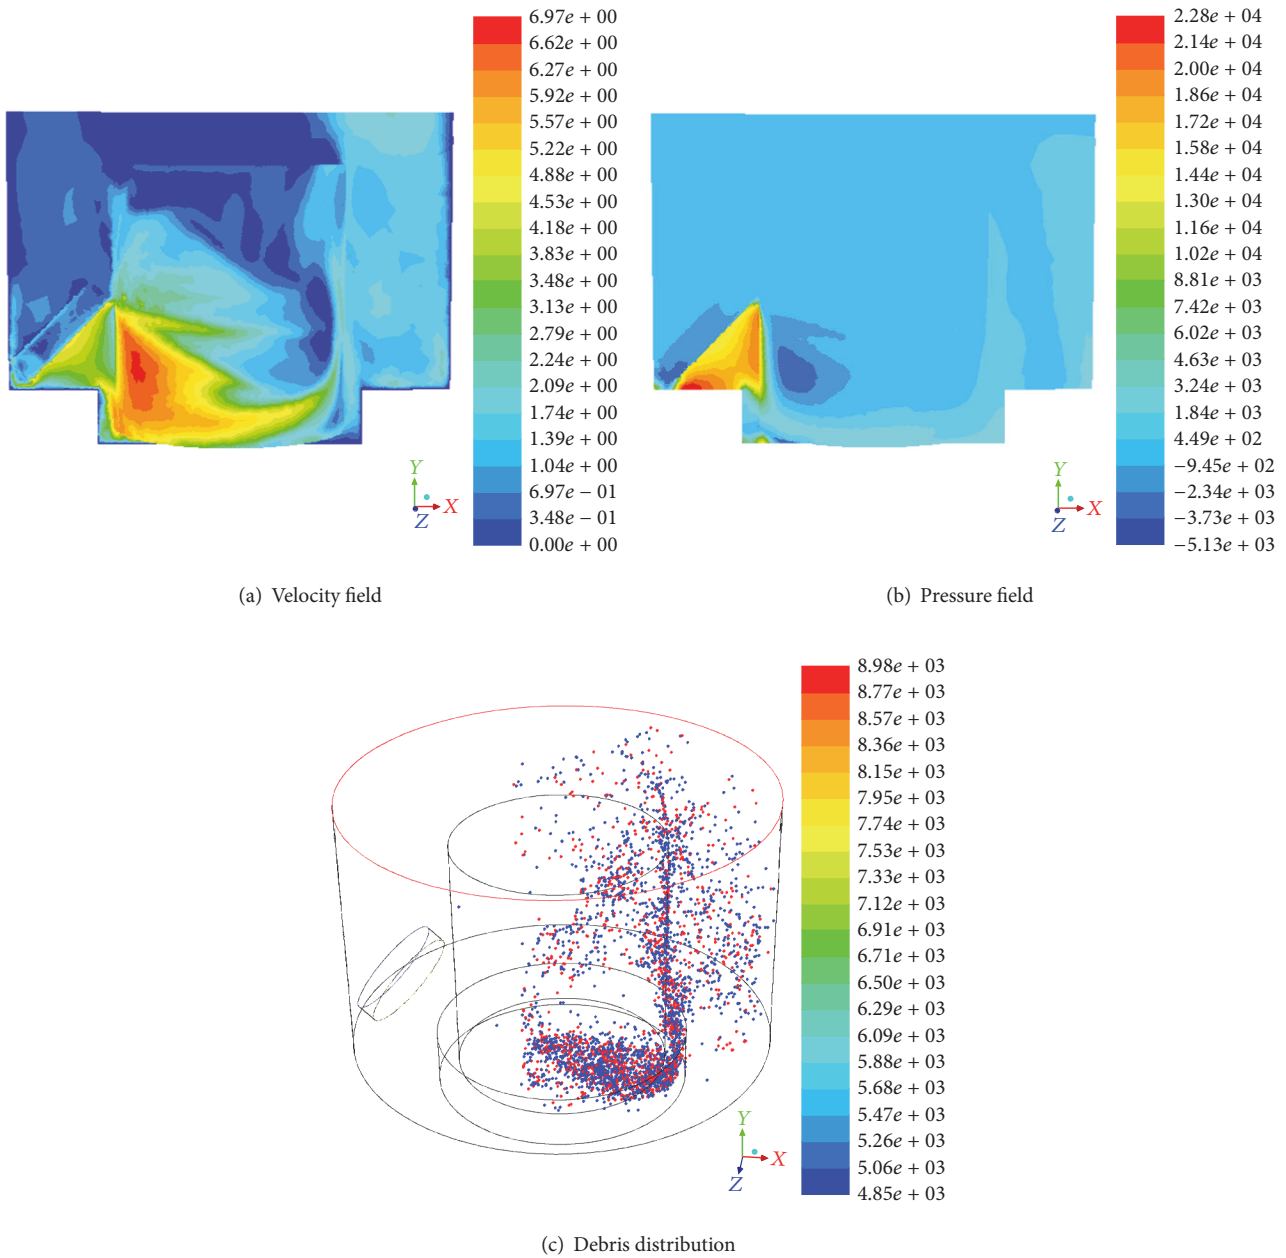 6.97e + 00
6.62e + 00
6.27e + 00
5.92e + 00
5.57e + 00
5.22e + 00
4.88e + 00
4.53e + 00
4.18e + 00
3.83e + 00
3.48e + 00
3.13e + 00
2.79e + 00
2.24e + 00
2.09e + 00
1.74e + 00
1.39e + 00
1.04e + 00
6.97e − 01
3.48e − 01
0.00e + 00
Y
X
Z
(a) Velocity field
2.28e + 04
2.14e + 04
2.00e + 04
1.86e + 04
1.72e + 04
1.58e + 04
1.44e + 04
1.30e + 04
1.16e + 04
1.02e + 04
8.81e + 03
7.42e + 03
6.02e + 03
4.63e + 03
3.24e + 03
1.84e + 03
4.49e + 02
−9.45e + 02
−2.34e + 03
−3.73e + 03
−5.13e + 03
Y
X
Z
(b) Pressure field
8.98e + 03
8.77e + 03
8.57e + 03
8.36e + 03
8.15e + 03
7.95e + 03
7.74e + 03
7.53e + 03
7.33e + 03
7.12e + 03
6.91e + 03
6.71e + 03
6.50e + 03
6.29e + 03
6.09e + 03
5.88e + 03
5.68e + 03
5.47e + 03
5.26e + 03
5.06e + 03
4.85e + 03
Y
X
Z
(c) Debris distribution